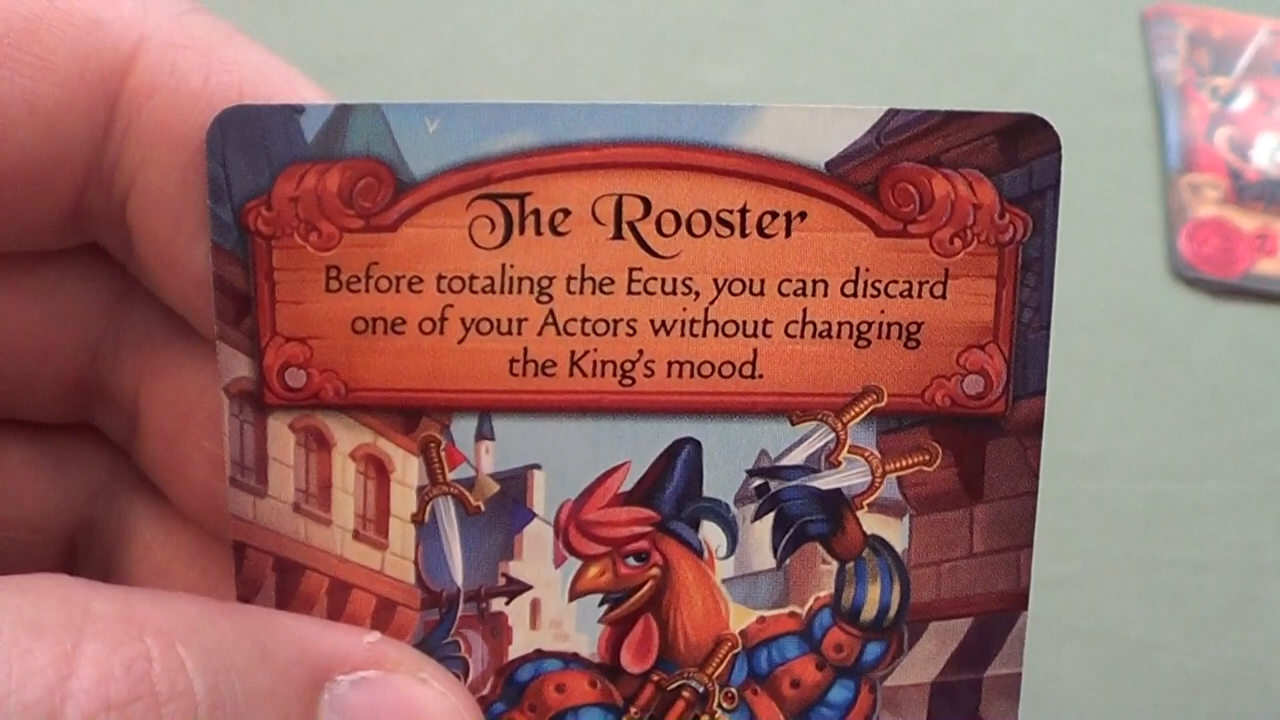 The Rooster
Before totaling the Ecus, you can discard
one of your Actors without changing
the King's mood.